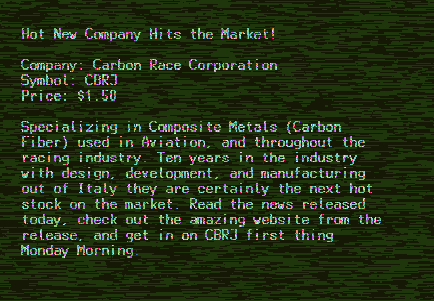 Hot New Company Hits the Market!
Company: Carbon Race Corporation
Symbol: CBRJ
Price: $1.50
Specializing in Composite Metals (Carbon
Fiber) used in Aviation, and throughout the
racing industry. Ten years in the industry
with design, development, and manufacturing
out of Italy they are certainly the next hot
stock on the market. Read the news released
today, check out the amazing website from the
release, and get in on CBRJ first thing
Monday Morning.